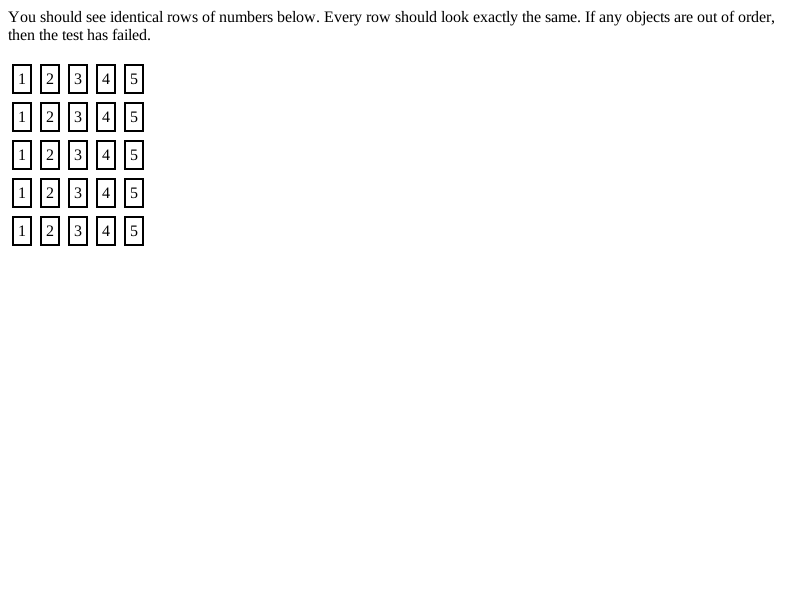 You should see identical rows of numbers below. Every row should look exactly the same. If any objects are out of order,
then the test has failed.
1 2 3 4 5
1 2 3 4 5
1 2 3 4 5
1 2 3 4 5
1 2 3 4 5